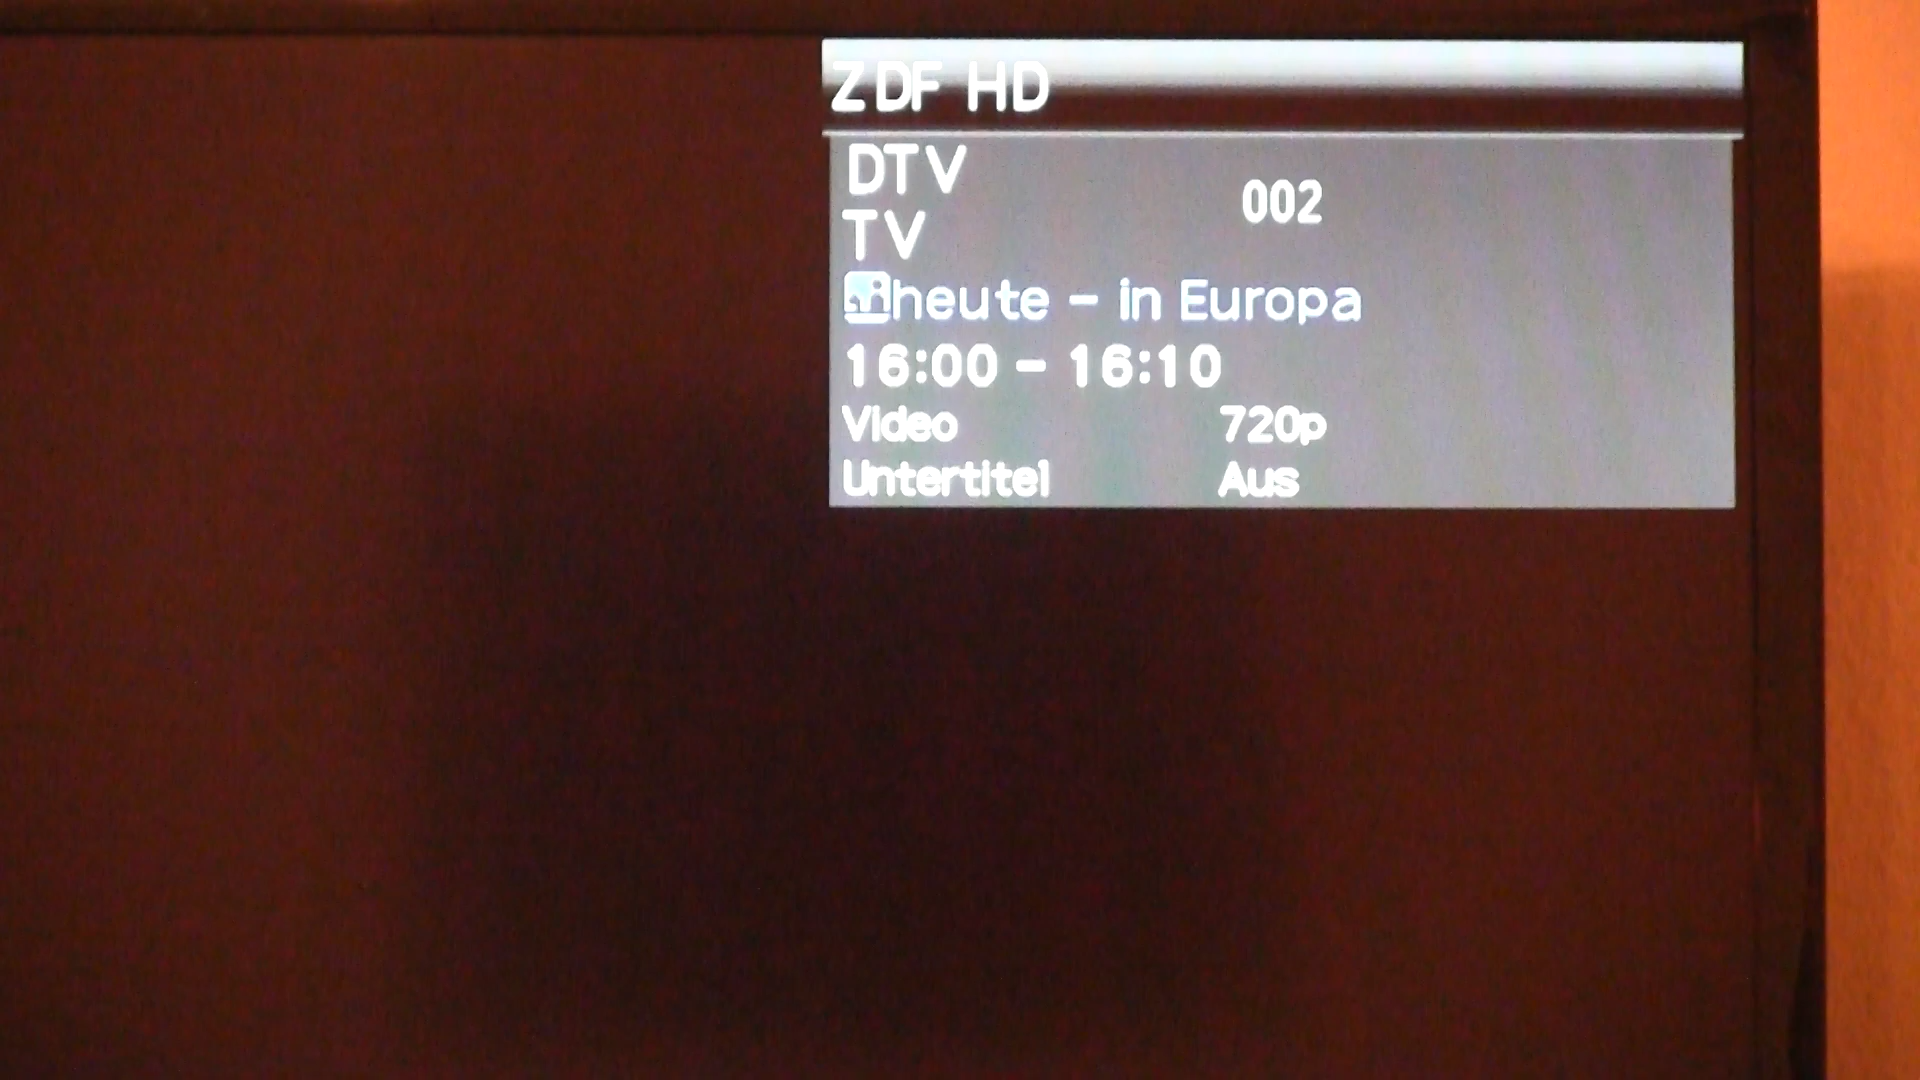 ZDF HD
DTV
002
TV
heute - in Europa
16:00 - 16:10
Video 720p
Untertitel Aus